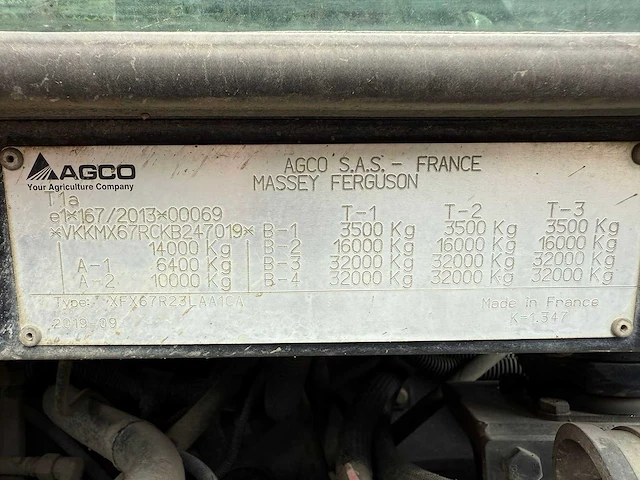 AGCO
Your Agriculture Company
AGCO S.A.S. - FRANCE
MASSEY FERGUSON
T1a
e1*167/2013*00069
*VKKMX67RCKB247019*
14000 Kg
A-1 6400 Kg
A-2 10000 Kg
T-1 T-2 T-3
B-1 3500 Kg 3500 Kg 3500 Kg
B-2 16000 Kg 16000 Kg 16000 Kg
B-3 32000 Kg 32000 Kg 32000 Kg
B-4 32000 Kg 32000 Kg 32000 Kg
Type:
Made In France
2019/09
K=1.347